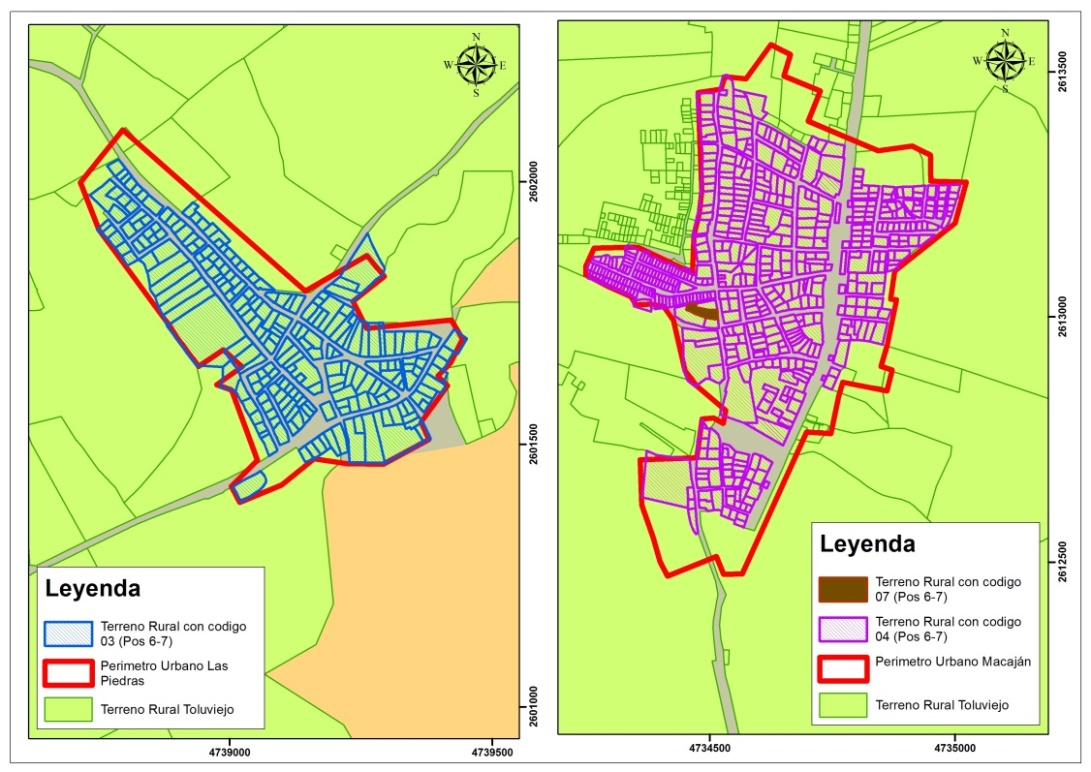 N
W E
S
2602000
2601500
2601000
Leyenda
Terreno Rural con codigo
03 (Pos 6-7)
Perimetro Urbano Las
Piedras
Terreno Rural Toluviejo
4739000 4739500
N
W E
S
2613500
2613000
2612500
Leyenda
Terreno Rural con codigo
07 (Pos 6-7)
Terreno Rural con codigo
04 (Pos 6-7)
Perimetro Urbano Macaján
Terreno Rural Toluviejo
4734500 4735000